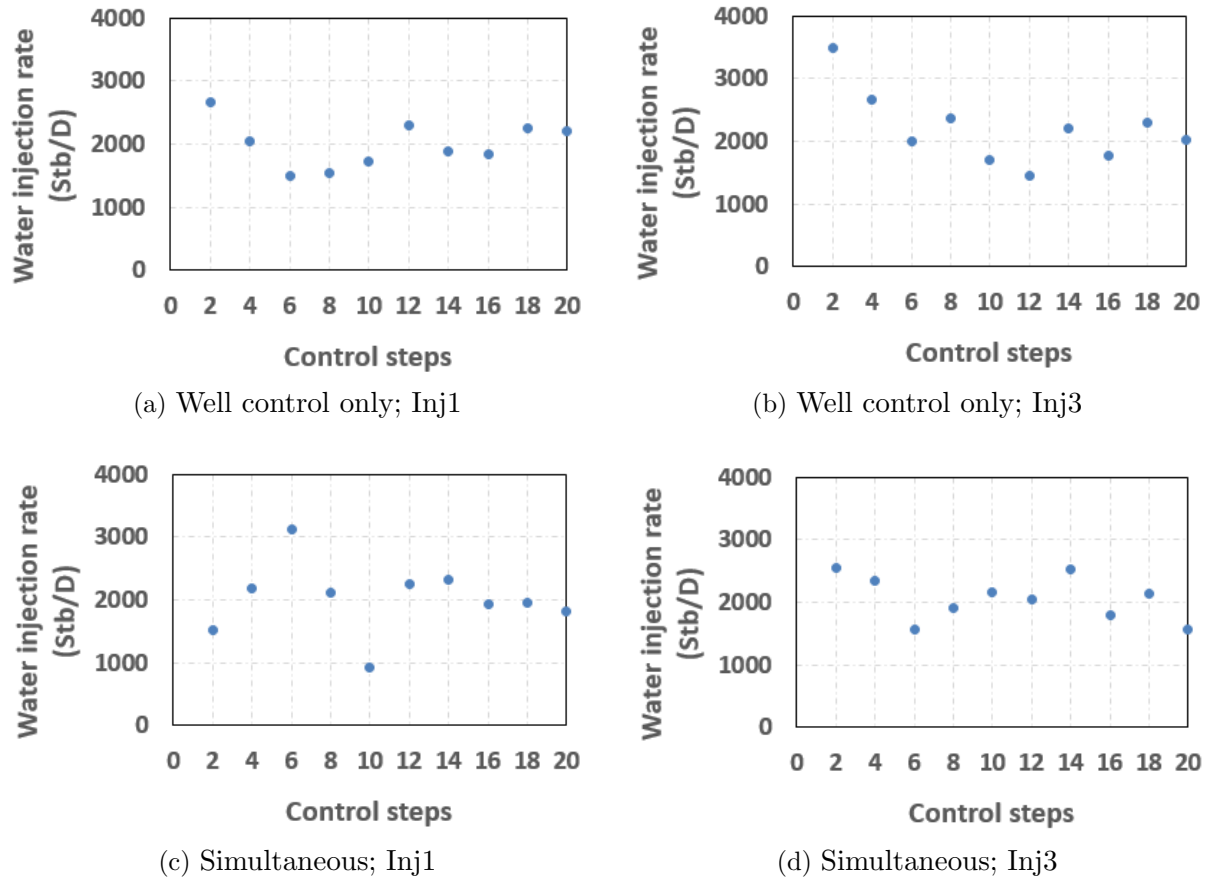 4000
3000
2000
1000
0
Water injection rate
(Stb/D)
0 2 4 6 8 10 12 14 16 18 20
Control steps
(a) Well control only; Inj1
4000
3000
2000
1000
0
Water injection rate
(Stb/D)
0 2 4 6 8 10 12 14 16 18 20
Control steps
(b) Well control only; Inj3
4000
3000
2000
1000
0
Water injection rate
(Stb/D)
0 2 4 6 8 10 12 14 16 18 20
Control steps
(c) Simultaneous; Inj1
4000
3000
2000
1000
0
Water injection rate
(Stb/D)
0 2 4 6 8 10 12 14 16 18 20
Control steps
(d) Simultaneous; Inj3